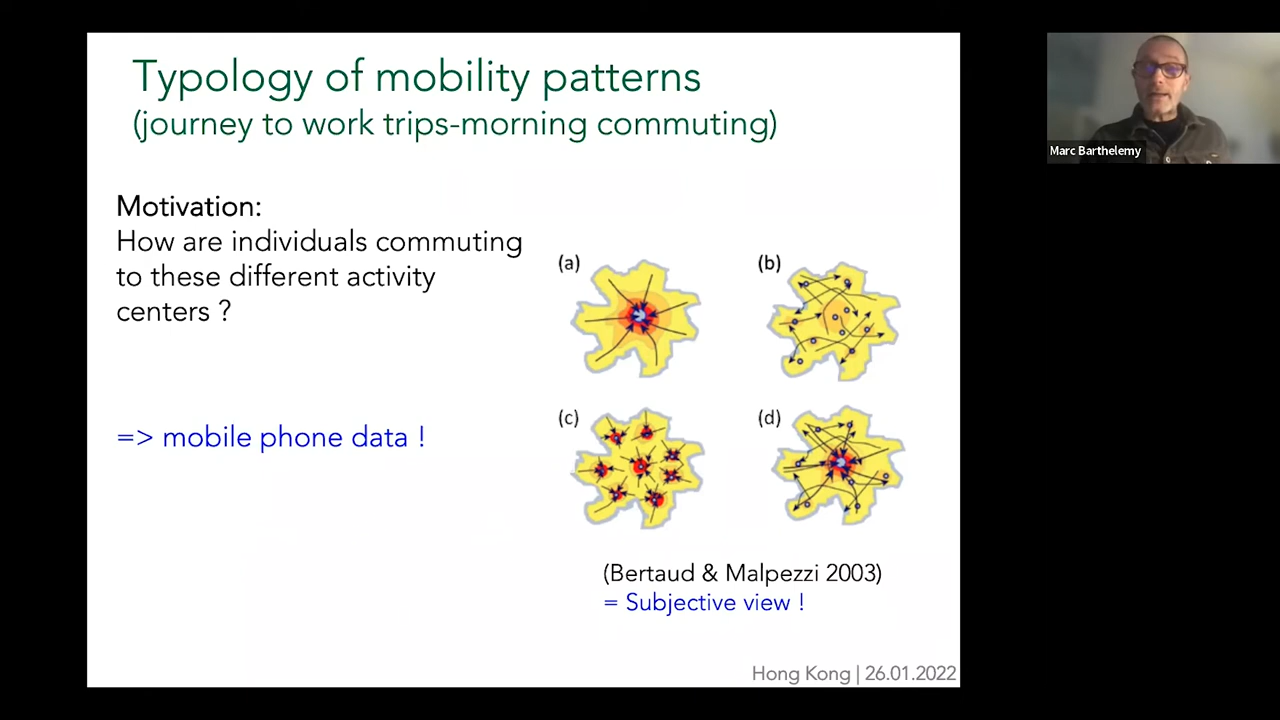 Typology of mobility patterns
(journey to work trips-morning commuting)
Motivation:
How are individuals commuting
to these different activity
centers ?
=> mobile phone data !
(a)
(b)
(c)
(d)
(Bertaud & Malpezzi 2003)
= Subjective view !
Hong Kong | 26.01.2022
Marc Barthelemy